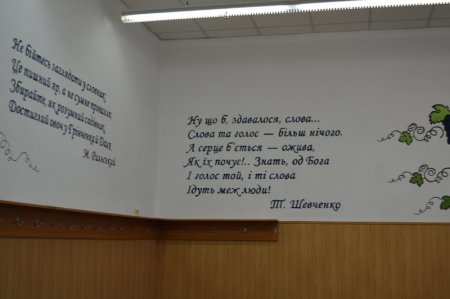 Не бійтесь заглядати у словник:
Це пишний яр, а не сумне провалля;
Збирайте, як розумний садівник,
Достиглий овоч у Грінченка й Даля.
М. Рильський
Ну що б, здавалося, слова...
Слова та голос — більш нічого.
А серце б'ється — ожива,
Як їх почує!.. Знать, од Бога
І голос той, і ті слова
Ідуть меж люди!
Т. Шевченко